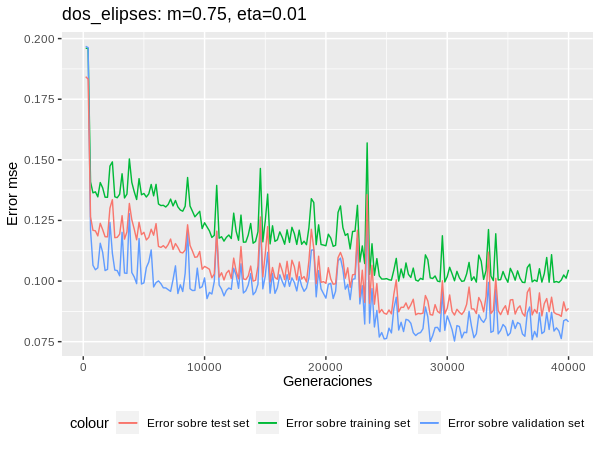 dos_elipses: m=0.75, eta=0.01
Error mse
0.200
0.175
0.150
0.125
0.100
0.075
0 10000 20000 30000 40000
Generaciones
colour Error sobre test set Error sobre training set Error sobre validation set